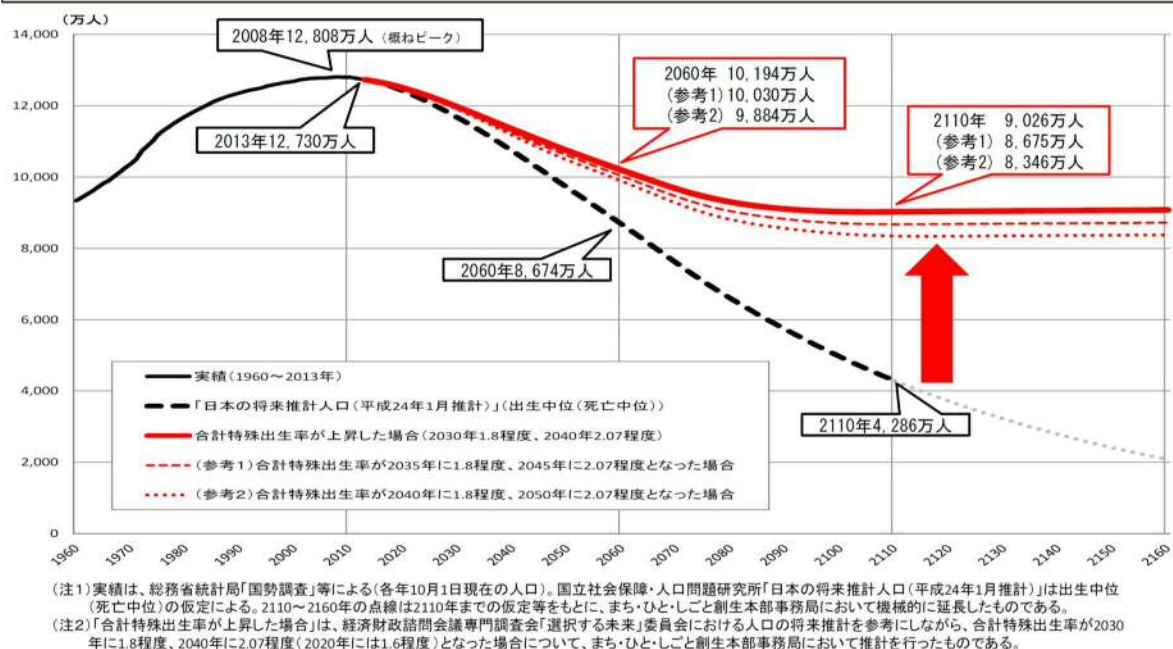 (万人)
14,000
12,000
10,000
8,000
6,000
4,000
2,000
0
2008年12,808万人（概ねピーク）
2013年12,730万人
2060年 10,194万人
(参考1) 10,030万人
(参考2) 9,884万人
2110年 9,026万人
(参考1) 8,675万人
(参考2) 8,346万人
2060年8,674万人
2110年4,286万人
実績(1960～2013年)
「日本の将来推計人口(平成24年1月推計)」(出生中位(死亡中位))
合計特殊出生率が上昇した場合(2030年1.8程度、2040年2.07程度)
(参考1)合計特殊出生率が2035年に1.8程度、2045年に2.07程度となった場合
(参考2)合計特殊出生率が2040年に1.8程度、2050年に2.07程度となった場合
1960 1970 1980 1990 2000 2010 2020 2030 2040 2050 2060 2070 2080 2090 2110 2120 2130 2140 2150 2160
(注1)実績は、総務省統計局「国勢調査」等による(各年10月1日現在の人口)。国立社会保障・人口問題研究所「日本の将来推計人口(平成24年1月推計)」は出生中位
(死亡中位)の仮定による。2110～2160年の点線は2110年までの仮定等をもとに、まち・ひと・しごと創生本部事務局において機械的に延長したものである。
(注2)「合計特殊出生率が上昇した場合」は、経済財政諮問会議専門調査会「選択する未来」委員会における人口の将来推計を参考にしながら、合計特殊出生率が2030
年に1.8程度、2040年に2.07程度(2020年には1.6程度)となった場合について、まち・ひと・しごと創生本部事務局において推計を行ったものである。